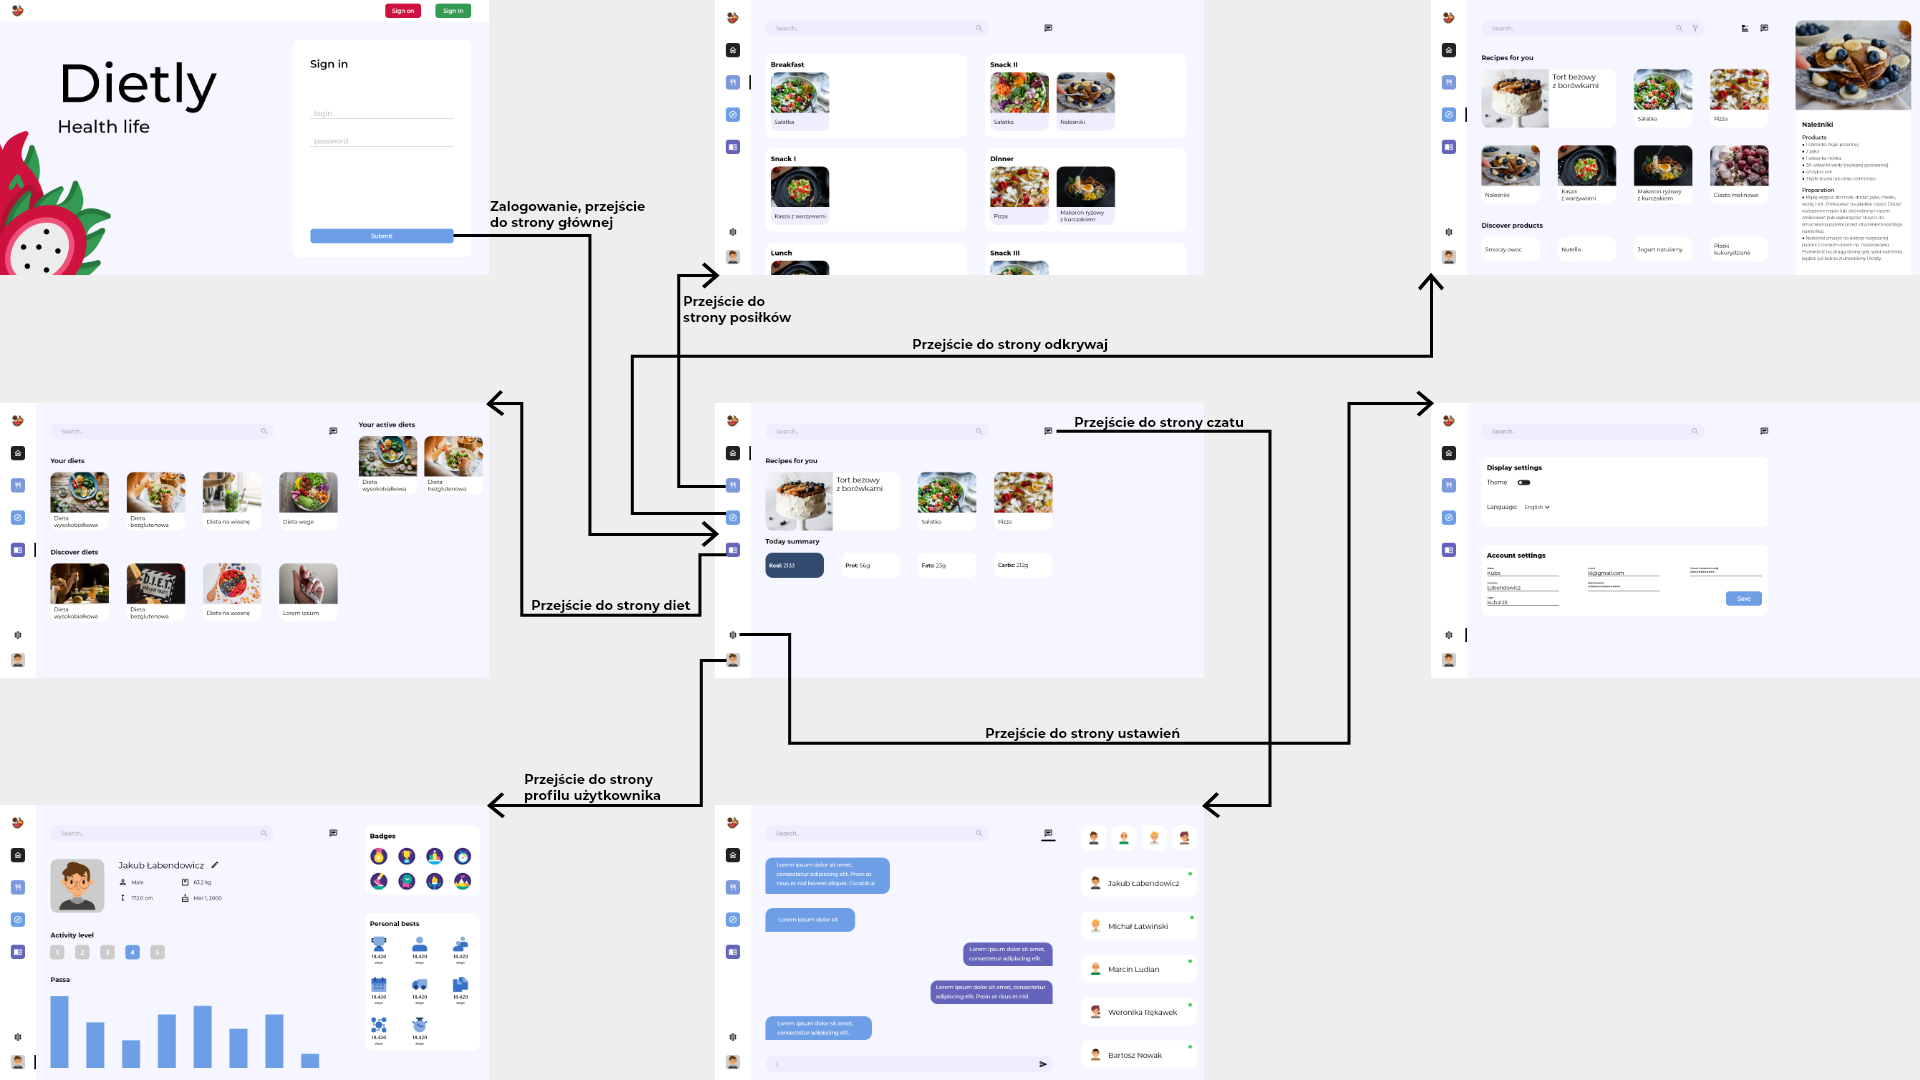 Sign on
Sign in
Dietly
Health life
Sign in
login
password
Submit
Zalogowanie, przejście
do strony głównej
Search..
Breakfast
Sałatka
Snack II
Sałatka
Naleśniki
Snack I
Kasza z warzywami
Dinner
Pizza
Makaron ryżowy
z kurczakiem
Lunch
Snack III
Przejście do
strony posiłków
Search..
Recipes for you
Tort bezowy
z borówkami
Sałatka
Pizza
Naleśniki
Kasza
z warzywami
Makaron ryżowy
z kurczakiem
Ciasto malinowe
Discover products
Smoczy owoc
Nutella
Jogurt naturalny
Płatki
kukurydziane
Naleśniki
Products
Preparation
Przejście do strony odkrywaj
Search..
Your diets
Dieta
wysokobiałkowa
Dieta
bezglutenowa
Dieta na wiosnę
Dieta wege
Discover diets
Dieta
wysokobiałkowa
Dieta
bezglutenowa
Dieta na wiosnę
Lorem ipsum
Your active diets
Dieta
wysokobiałkowa
Dieta
bezglutenowa
Przejście do strony diet
Search..
Przejście do strony czatu
Recipes for you
Tort bezowy
z borówkami
Sałatka
Pizza
Today summary
Kcal: 2133
Prot: 56g
Fats: 23g
Carbs: 212g
Search..
Display settings
Theme
Language: English
Account settings
Kuba
Łabendowicz
kuba123
kl@gmail.com
Save
Przejście do strony ustawień
Przejście do strony
profilu użytkownika
Search..
Jakub Łabendowicz
Male
63.2 kg
172.0 cm
Mar 1, 2000
Activity level
1 2 3 4 5
Passa
Badges
Personal bests
18,420
steps
18,420
steps
18,420
steps
18,420
steps
18,420
steps
18,420
steps
18,420
steps
18,420
steps
Search..
Lorem ipsum dolor sit amet,
consectetur adipiscing elit. Proin at
risus et nisl laoreet aliquet. Curabitur
Lorem ipsum dolor sit
Lorem ipsum dolor sit amet,
consectetur adipiscing elit.
Lorem ipsum dolor sit amet, consectetur
adipiscing elit. Proin at risus et nisl
Lorem ipsum dolor sit amet,
consectetur adipiscing elit.
Jakub Łabendowicz
Michał Łatwiński
Marcin Ludian
Weronika Rękawek
Bartosz Nowak